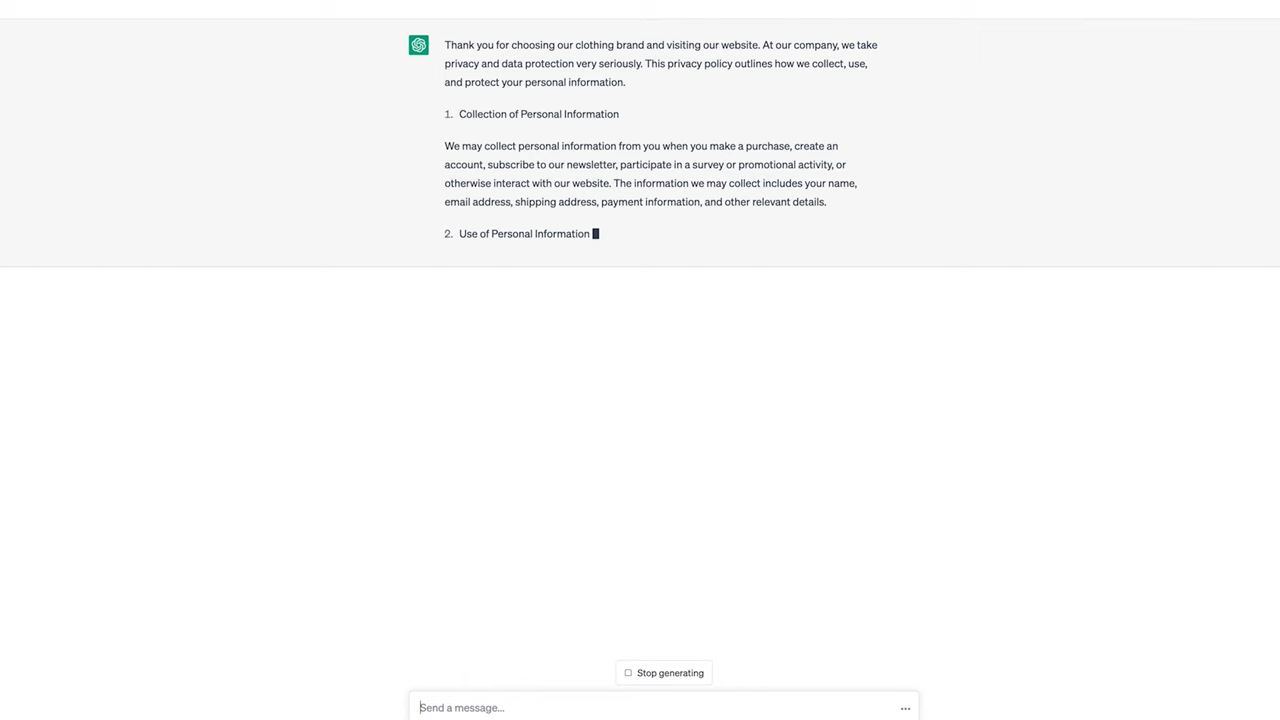 Thank you for choosing our clothing brand and visiting our website. At our company, we take
privacy and data protection very seriously. This privacy policy outlines how we collect, use,
and protect your personal information.
1. Collection of Personal Information
We may collect personal information from you when you make a purchase, create an
account, subscribe to our newsletter, participate in a survey or promotional activity, or
otherwise interact with our website. The information we may collect includes your name,
email address, shipping address, payment information, and other relevant details.
2. Use of Personal Information
Stop generating
Send a message...